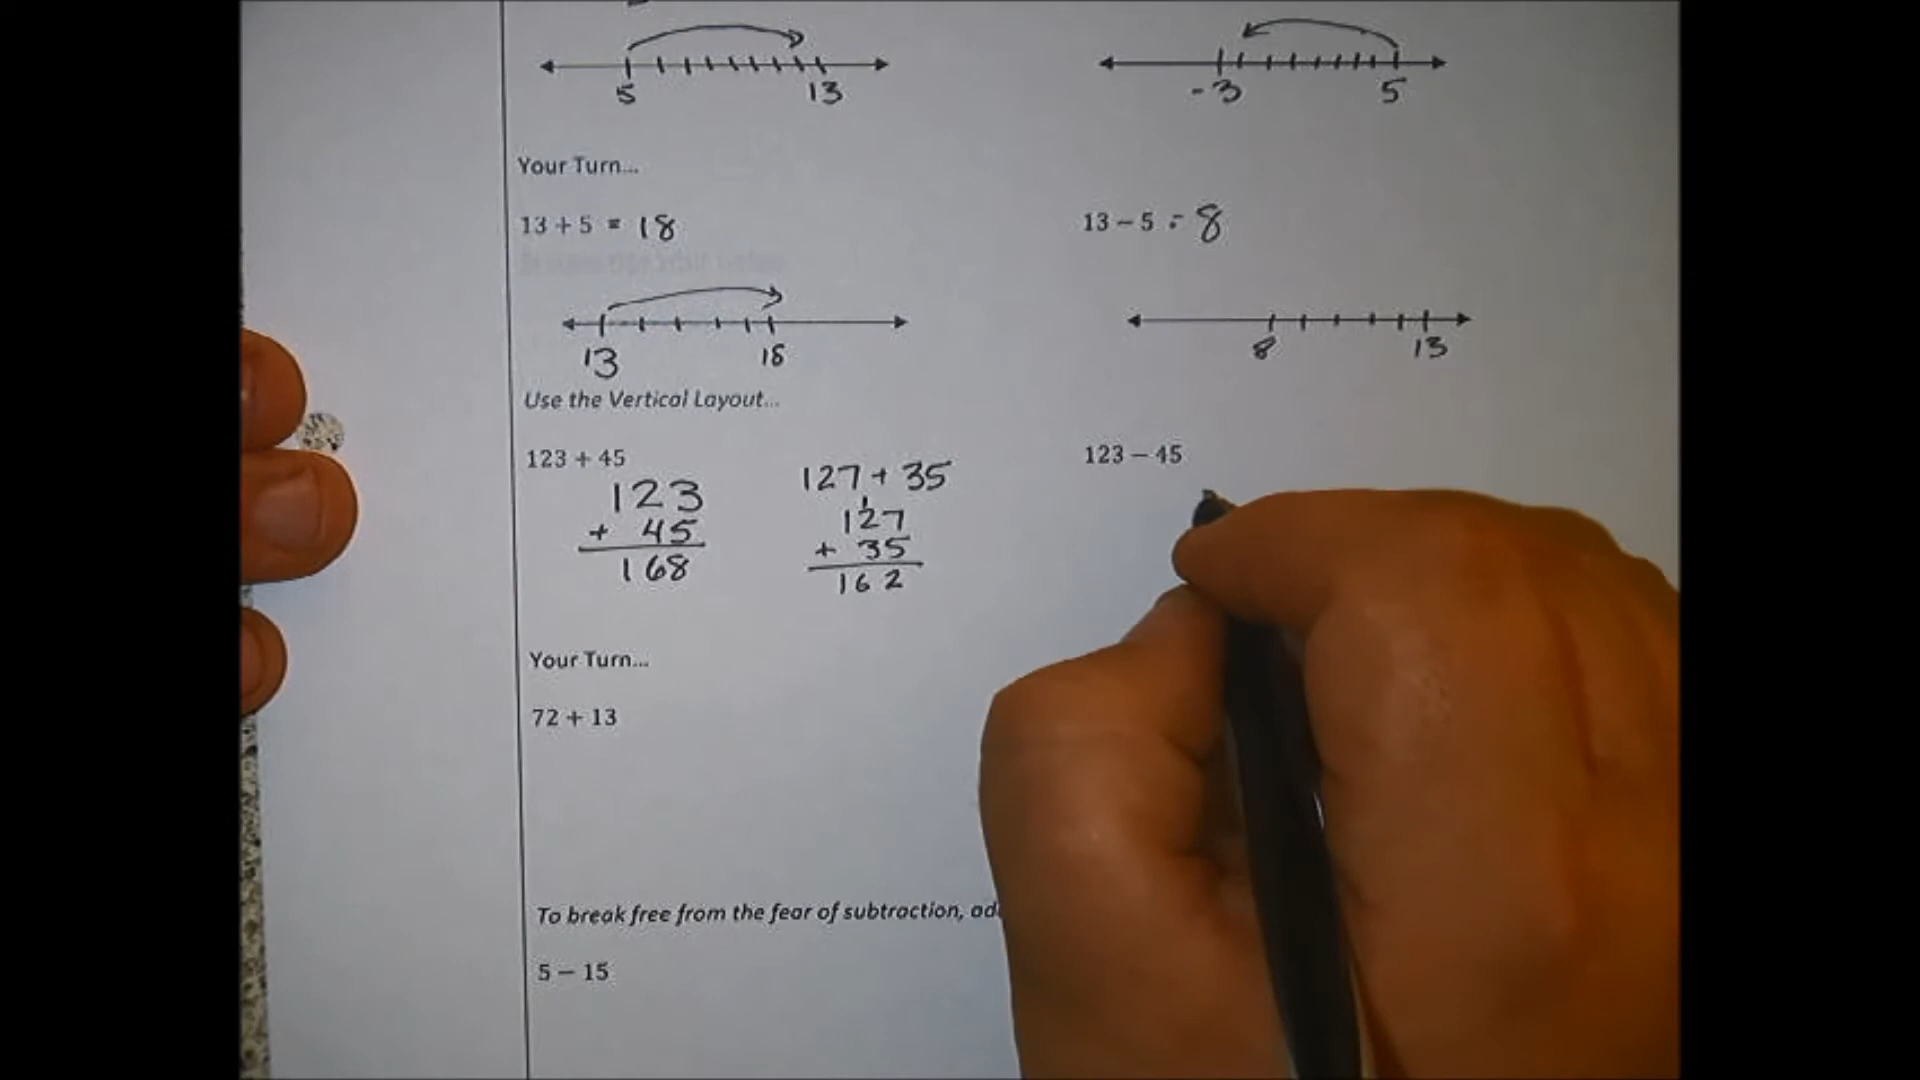 5 13
-3 5
Your Turn...
13 + 5 = 18
13 – 5 = 8
13 18
8 13
Use the Vertical Layout...
123 + 45
123
+ 45
168
127 + 35
1
127
+ 35
162
123 – 45
Your Turn...
72 + 13
To break free from the fear of subtraction,
5 – 15